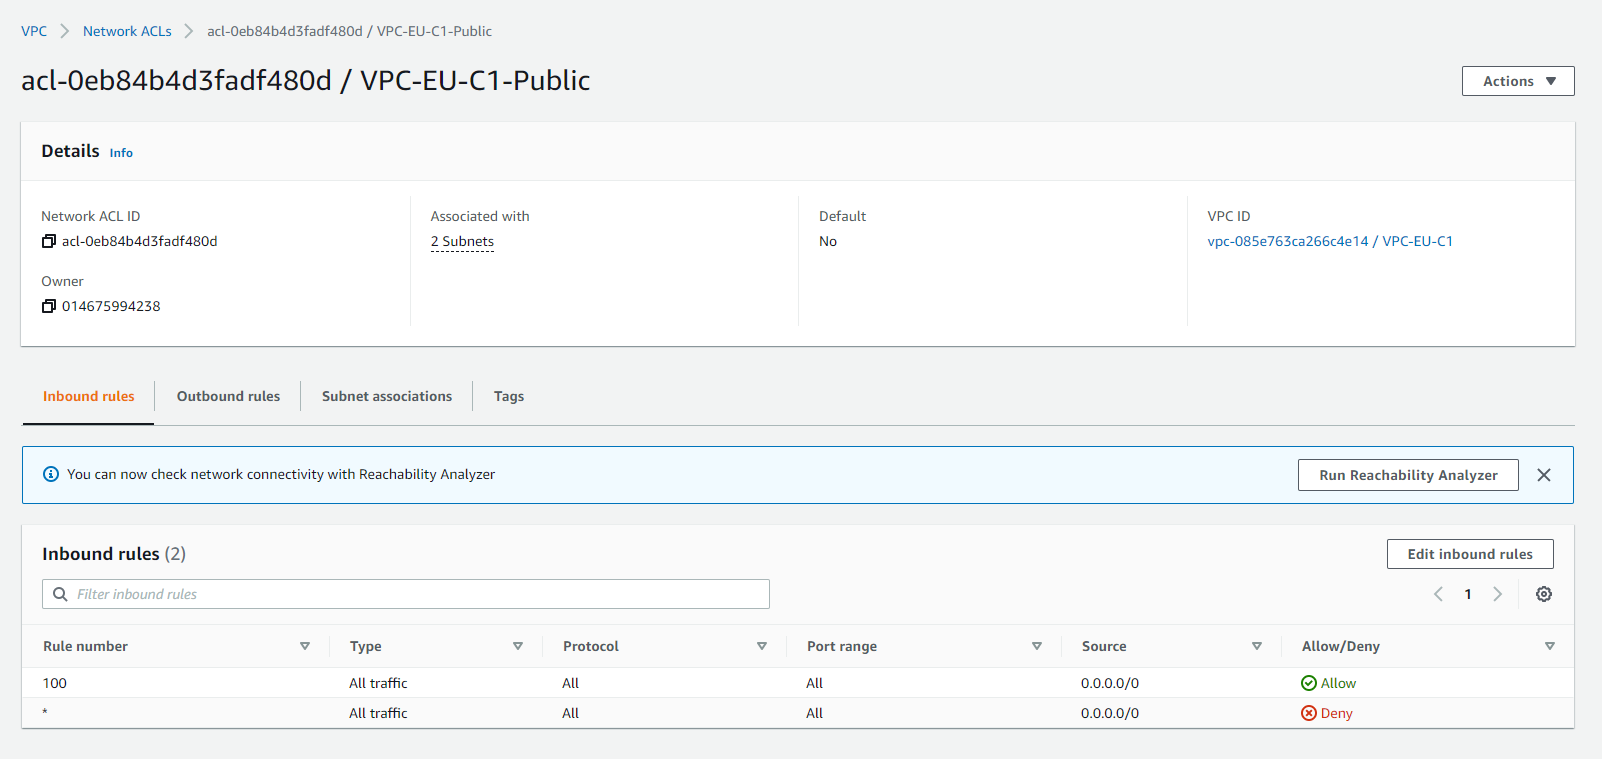 VPC > Network ACLs > acl-0eb84b4d3fadf480d / VPC-EU-C1-Public
acl-0eb84b4d3fadf480d / VPC-EU-C1-Public
Actions
Details Info
Network ACL ID Associated with Default VPC ID
acl-0eb84b4d3fadf480d 2 Subnets No vpc-085e763ca266c4e14 / VPC-EU-C1
Owner
014675994238
Inbound rules Outbound rules Subnet associations Tags
You can now check network connectivity with Reachability Analyzer Run Reachability Analyzer
Inbound rules (2) Edit inbound rules
Filter inbound rules 1
Rule number Type Protocol Port range Source Allow/Deny
100 All traffic All All 0.0.0.0/0 Allow
* All traffic All All 0.0.0.0/0 Deny